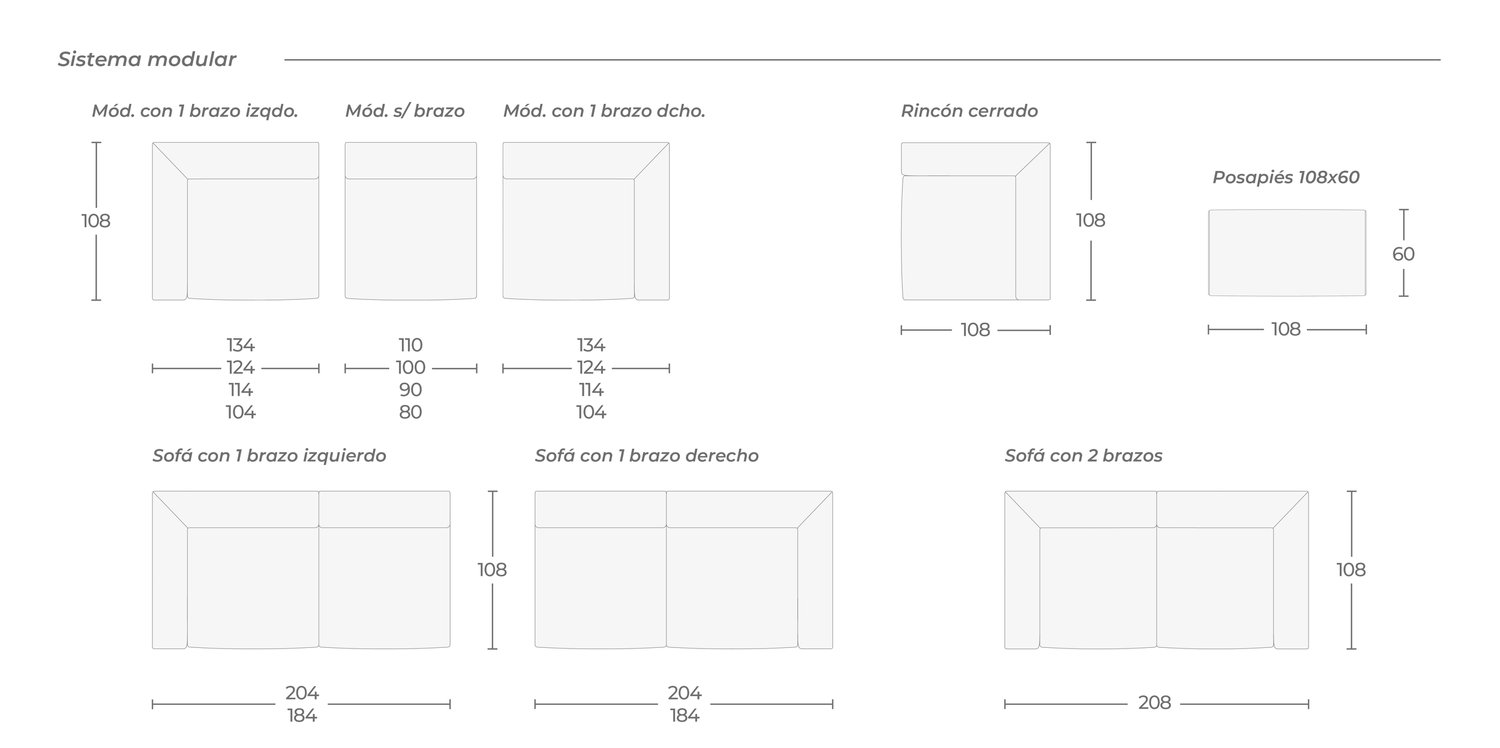 Sistema modular
Mód. con 1 brazo izqdo.
Mód. s/ brazo
Mód. con 1 brazo dcho.
Rincón cerrado
Posapiés 108x60
108
108
60
108
108
134
124
114
104
110
100
90
80
134
124
114
104
Sofá con 1 brazo izquierdo
Sofá con 1 brazo derecho
Sofá con 2 brazos
108
108
204
184
204
184
208